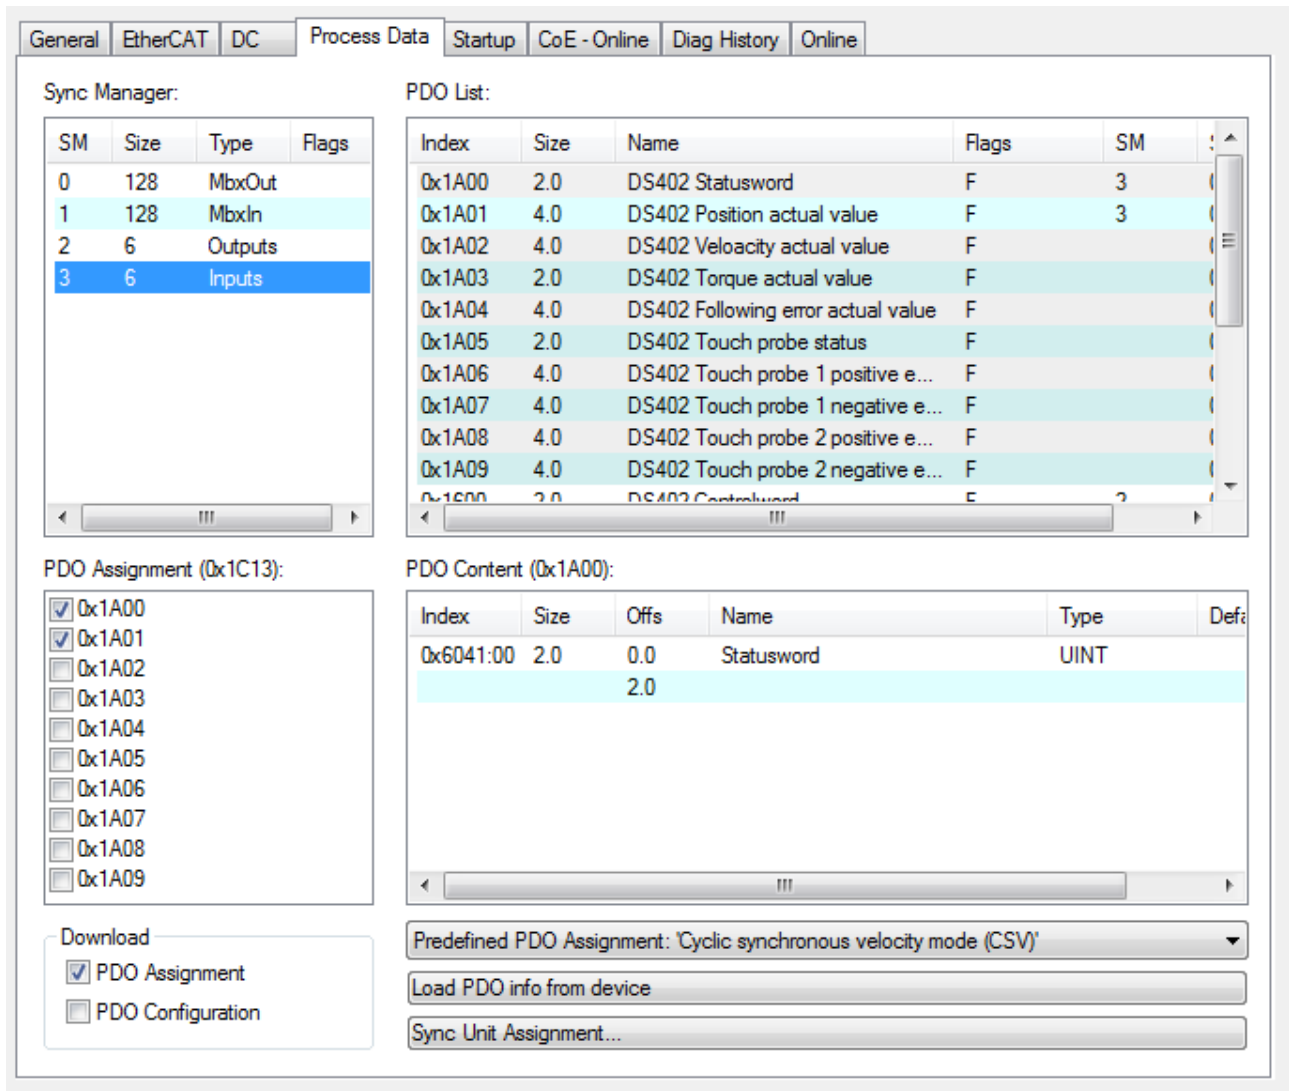 General EtherCAT DC Process Data Startup CoE - Online Diag History Online
Sync Manager:
SM Size Type Flags
0 128 MbxOut
1 128 MbxIn
2 6 Outputs
3 6 Inputs
PDO List:
Index Size Name Flags SM
0x1A00 2.0 DS402 Statusword F 3
0x1A01 4.0 DS402 Position actual value F 3
0x1A02 4.0 DS402 Veloacity actual value F
0x1A03 2.0 DS402 Torque actual value F
0x1A04 4.0 DS402 Following error actual value F
0x1A05 2.0 DS402 Touch probe status F
0x1A06 4.0 DS402 Touch probe 1 positive e... F
0x1A07 4.0 DS402 Touch probe 1 negative e... F
0x1A08 4.0 DS402 Touch probe 2 positive e... F
0x1A09 4.0 DS402 Touch probe 2 negative e... F
0x1600 2.0 DS402 Controlword F 2
PDO Assignment (0x1C13):
0x1A00
0x1A01
0x1A02
0x1A03
0x1A04
0x1A05
0x1A06
0x1A07
0x1A08
0x1A09
PDO Content (0x1A00):
Index Size Offs Name Type Defa
0x6041:00 2.0 0.0 Statusword UINT
2.0
Download
PDO Assignment
PDO Configuration
Predefined PDO Assignment: 'Cyclic synchronous velocity mode (CSV)'
Load PDO info from device
Sync Unit Assignment...